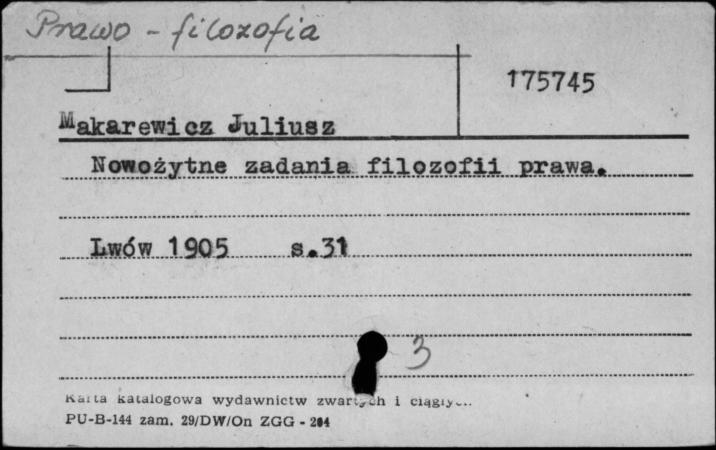 Prawo - filozofia
175745
Makarewicz Juliusz
Nowożytne zadania filozofii prawa.
Lwów 1905 s.31
3
Karta katalogowa wydawnictw zwartych i ciągłych.
PU-B-144 zam. 29/DW/On ZGG - 204